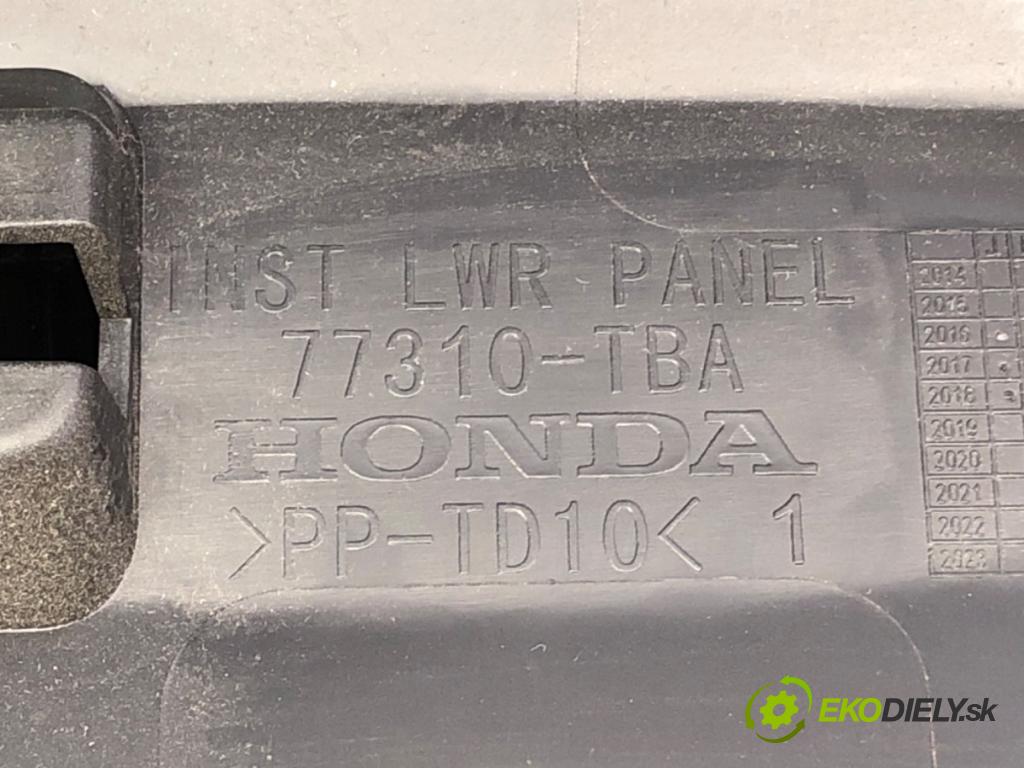 INST LWR PANEL
77310-TBA
HONDA
>PP-TD10< 1
2014
2015
2016
2017
2018
2019
2020
2021
2022
2023
EKODIELY.sk